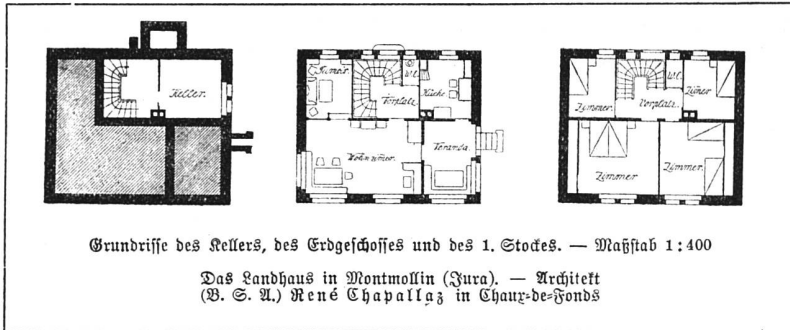 Keller.
Zimmer. Vorplatz. W.C. Küche
Wohnzimmer. Veranda.
Zimmer. Vorplatz. W.C. Zimmer
Zimmer Zimmer
Grundrisse des Kellers, des Erdgeschosses und des 1. Stockes. — Maßstab 1:400
Das Landhaus in Montmollin (Jura). — Architekt
(B. S. A.) René Chapallaz in Chaux-de-Fonds